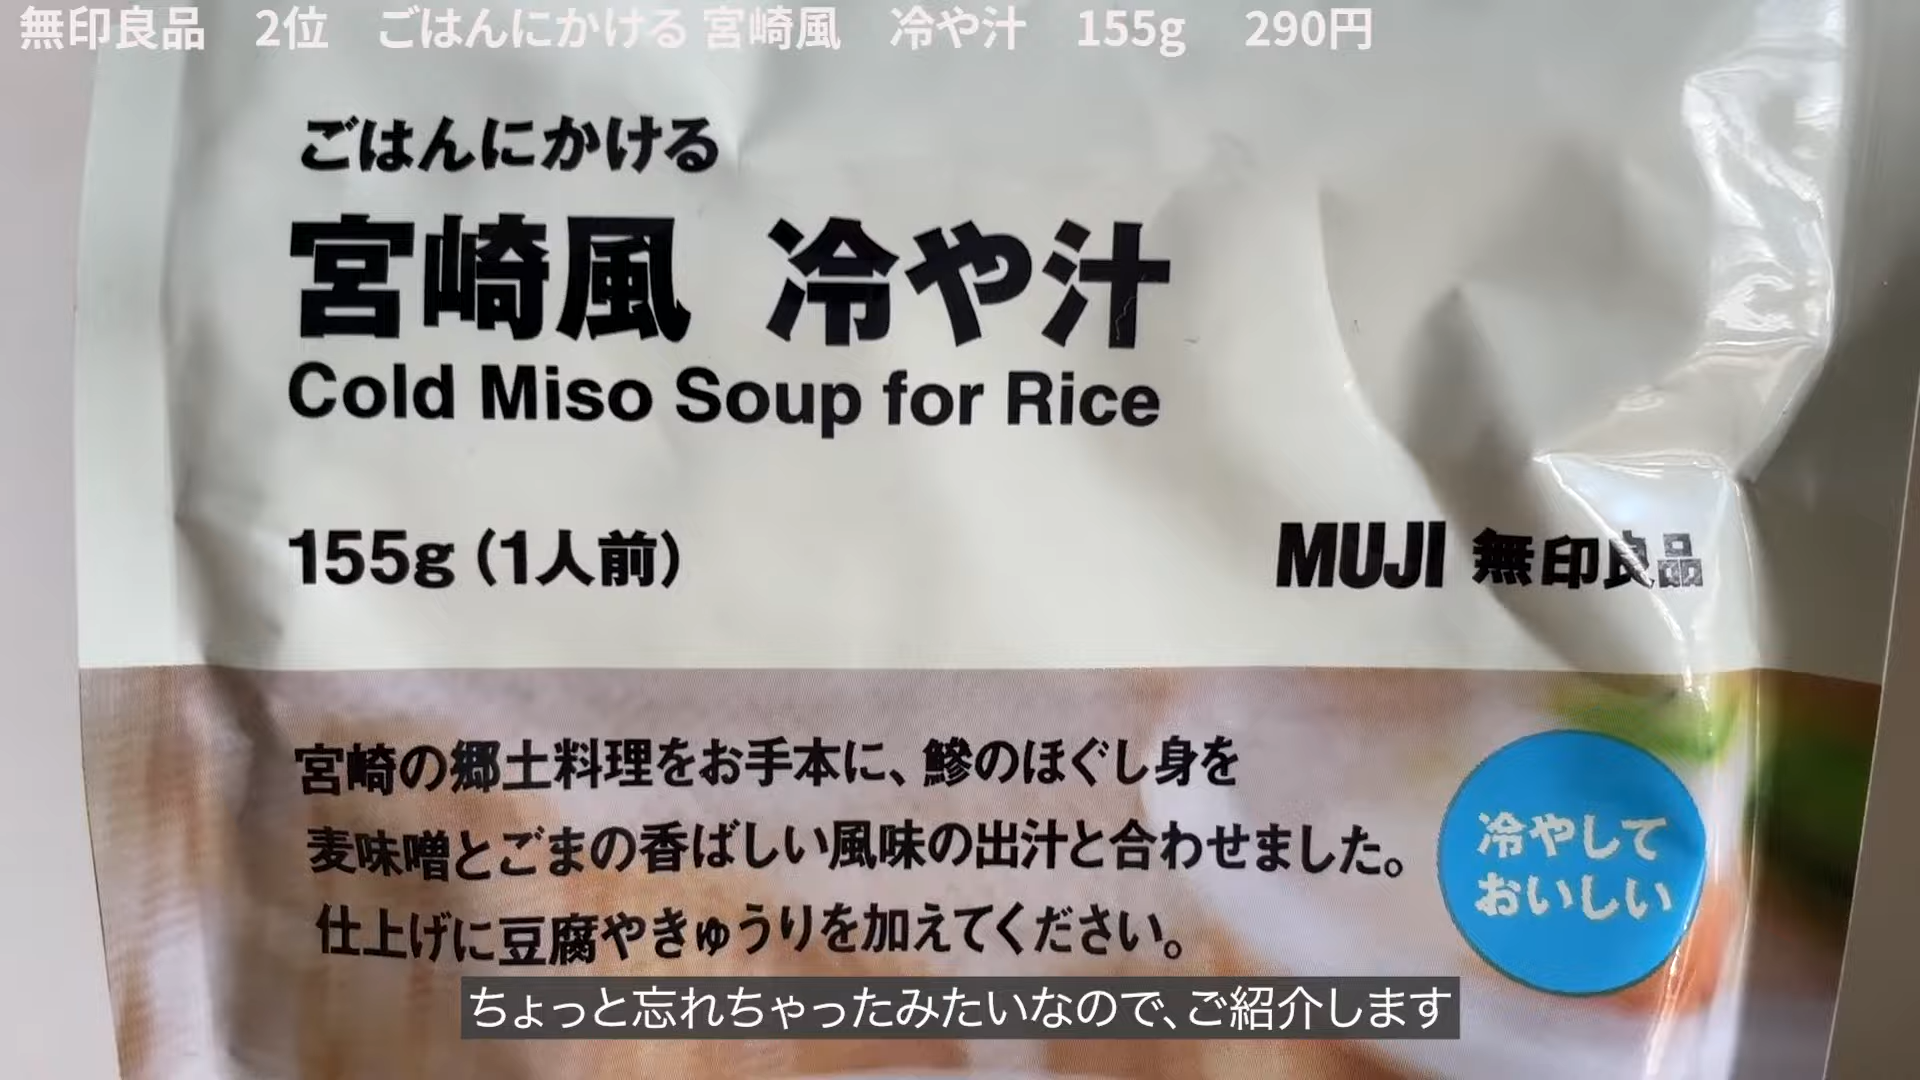 無印良品　2位　ごはんにかける 宮崎風　冷や汁　155g　290円
ごはんにかける
宮崎風 冷や汁
Cold Miso Soup for Rice
155g（1人前）
MUJI 無印良品
宮崎の郷土料理をお手本に、鯵のほぐし身を
麦味噌とごまの香ばしい風味の出汁と合わせました。
仕上げに豆腐やきゅうりを加えてください。
冷やして
おいしい
ちょっと忘れちゃったみたいなので、ご紹介します